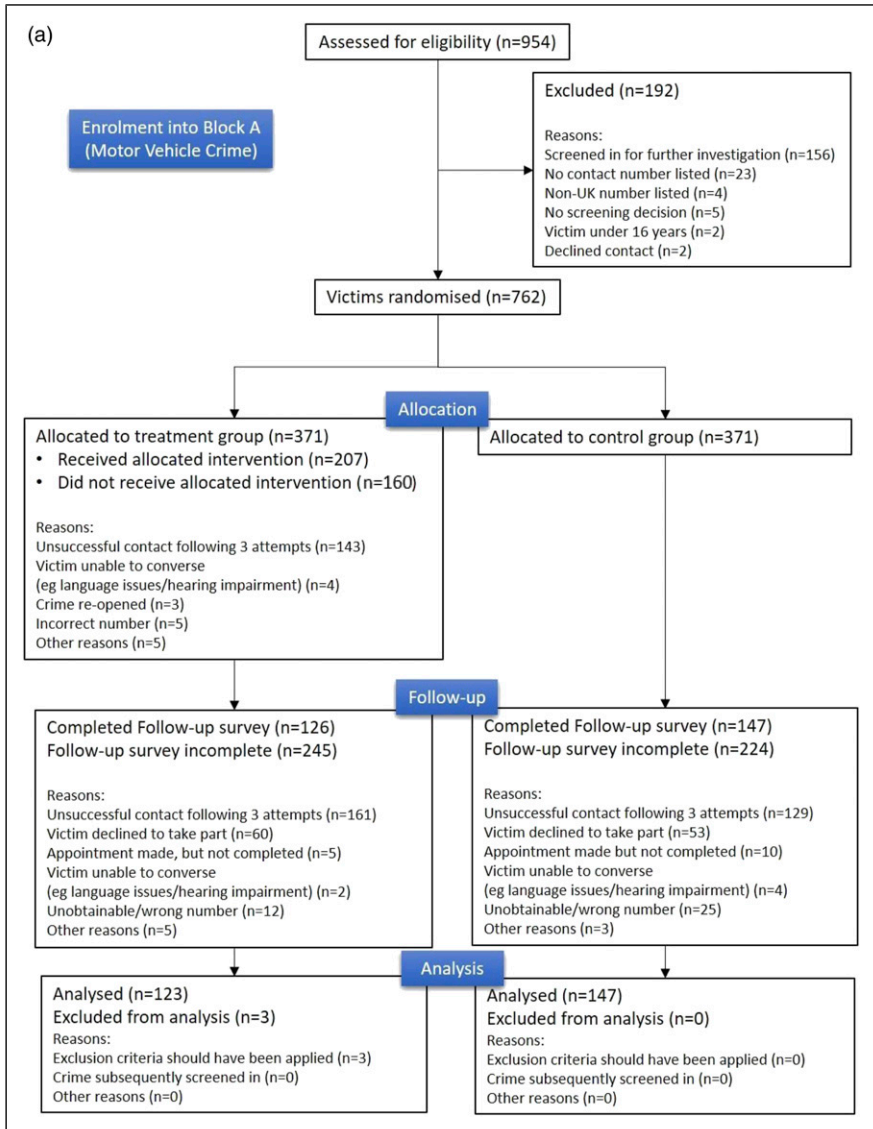 (a)
Assessed for eligibility (n=954)
Enrolment into Block A
(Motor Vehicle Crime)
Excluded (n=192)
Reasons:
Screened in for further investigation (n=156)
No contact number listed (n=23)
Non-UK number listed (n=4)
No screening decision (n=5)
Victim under 16 years (n=2)
Declined contact (n=2)
Victims randomised (n=762)
Allocation
Allocated to treatment group (n=371)
• Received allocated intervention (n=207)
• Did not receive allocated intervention (n=160)
Reasons:
Unsuccessful contact following 3 attempts (n=143)
Victim unable to converse
(eg language issues/hearing impairment) (n=4)
Crime re-opened (n=3)
Incorrect number (n=5)
Other reasons (n=5)
Allocated to control group (n=371)
Follow-up
Completed Follow-up survey (n=126)
Follow-up survey incomplete (n=245)
Reasons:
Unsuccessful contact following 3 attempts (n=161)
Victim declined to take part (n=60)
Appointment made, but not completed (n=5)
Victim unable to converse
(eg language issues/hearing impairment) (n=2)
Unobtainable/wrong number (n=12)
Other reasons (n=5)
Completed Follow-up survey (n=147)
Follow-up survey incomplete (n=224)
Reasons:
Unsuccessful contact following 3 attempts (n=129)
Victim declined to take part (n=53)
Appointment made but not completed (n=10)
Victim unable to converse
(eg language issues/hearing impairment) (n=4)
Unobtainable/wrong number (n=25)
Other reasons (n=3)
Analysis
Analysed (n=123)
Excluded from analysis (n=3)
Reasons:
Exclusion criteria should have been applied (n=3)
Crime subsequently screened in (n=0)
Other reasons (n=0)
Analysed (n=147)
Excluded from analysis (n=0)
Reasons:
Exclusion criteria should have been applied (n=0)
Crime subsequently screened in (n=0)
Other reasons (n=0)